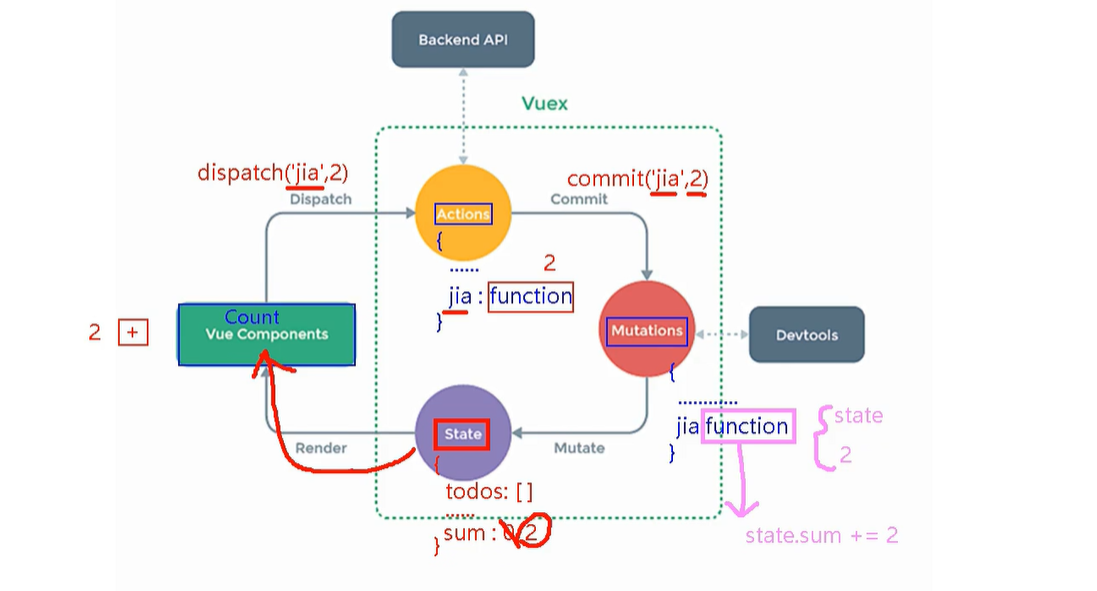 Backend API
Vuex
dispatch('jia',2)
commit('jia',2)
Dispatch
Commit
Actions
{
......
2
jia : function
}
Count
Vue Components
2 +
Mutations
Devtools
{
............
jia function
}
state
2
State
Render
Mutate
{
todos: [ ]
......
sum : 0 2
}
state.sum += 2